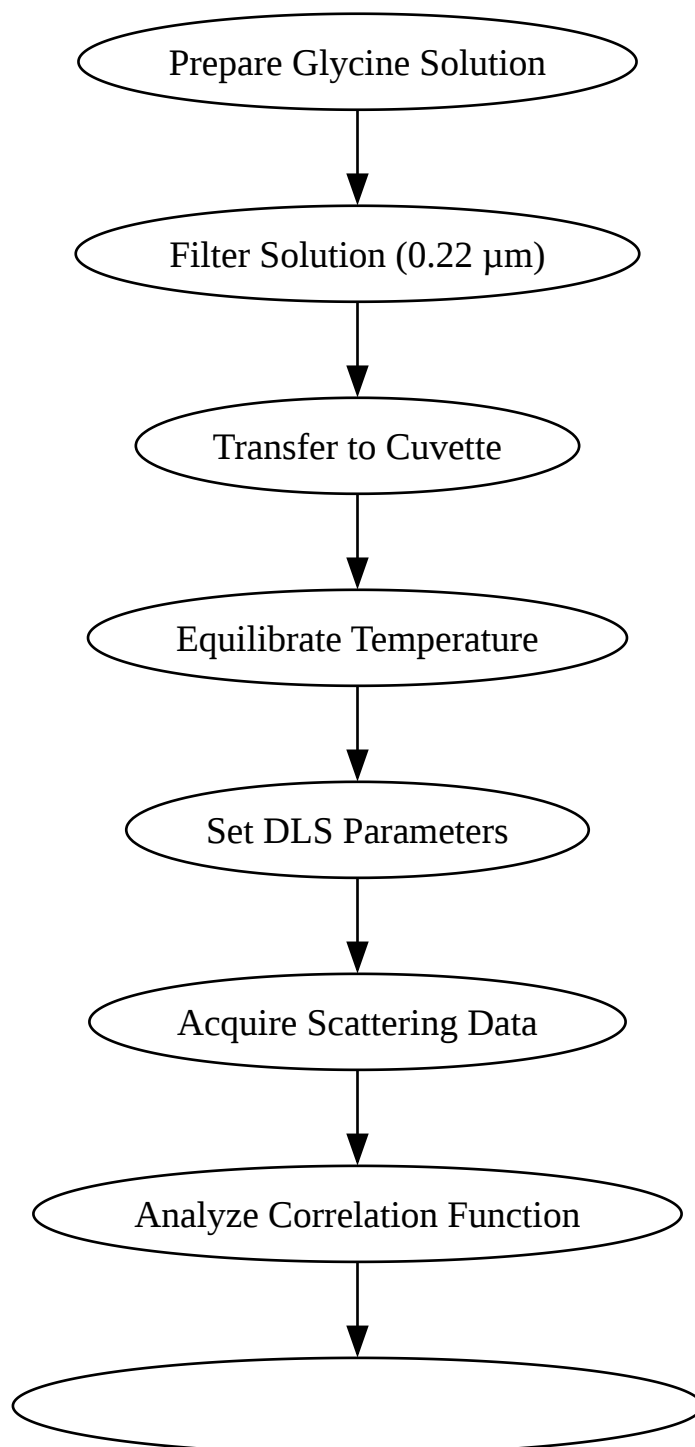 Prepare Glycine Solution
Filter Solution (0.22 µm)
Transfer to Cuvette
Equilibrate Temperature
Set DLS Parameters
Acquire Scattering Data
Analyze Correlation Function